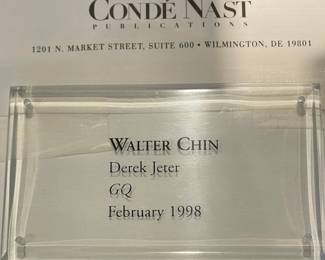 CONDÉ NAST
PUBLICATIONS
1201 N. MARKET STREET, SUITE 600 • WILMINGTON, DE 19801
WALTER CHIN
Derek Jeter
GQ
February 1998